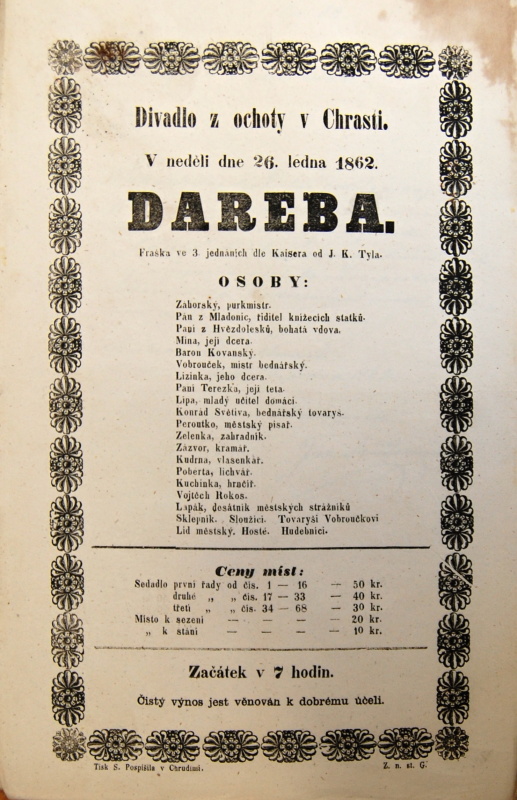 Divadlo z ochoty v Chrasti.
V neděli dne 26. ledna 1862.
DAREBA.
Fraška ve 3 jednáních dle Kaisera od J. K. Tyla.
OSOBY:
Záhorský, purkmistr.
Pán z Mladonic, řiditel knížecích statků.
Paní z Hvězdolesků, bohatá vdova.
Mína, její dcera.
Baron Kovanský.
Vobrouček, mistr bednářský.
Lizinka, jeho dcera.
Paní Terezka, její teta.
Lípa, mladý učitel domácí.
Konrád Světiva, bednářský tovaryš.
Peroutko, městský písař.
Zelenka, zahradník.
Zázvor, kramář.
Kudrna, vlasenkář.
Poberta, lichvář.
Kuchinka, hrnčíř.
Vojtěch Rokos.
Lapák, desátník městských strážníků
Sklepník. Sloužící. Tovaryši Vobroučkovi
Lid městský. Hosté. Hudebníci.
Ceny míst:
Sedadlo první řady od čís. 1 — 16 — 50 kr.
druhé „ „ čís. 17 — 33 — 40 kr.
třetí „ „ čís. 34 — 68 — 30 kr.
Místo k sezení — — — — 20 kr.
„ k stání — — — — 10 kr.
Začátek v 7 hodin.
Čistý výnos jest věnován k dobrému účeli.
Tisk S. Pospíšila v Chrudimi. Z. n. st. G.